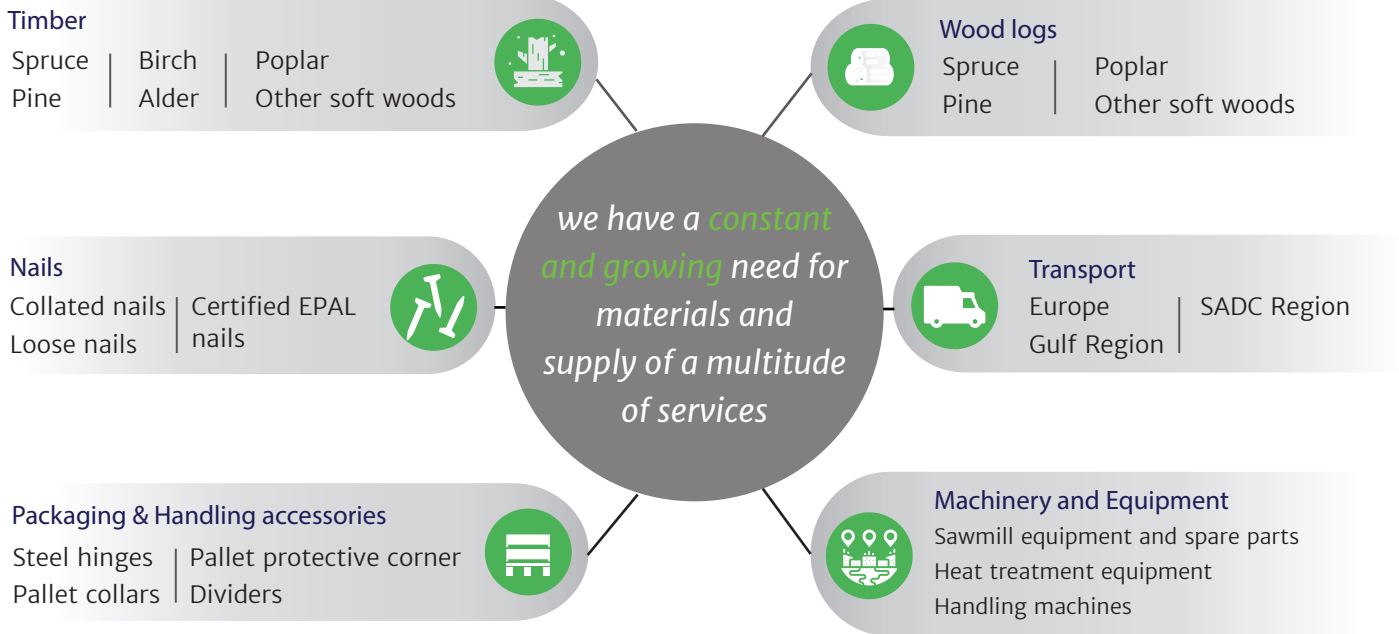 Timber
Spruce
Pine
Birch
Alder
Poplar
Other soft woods
Wood logs
Spruce
Pine
Poplar
Other soft woods
we have a constant
and growing need for
materials and
supply of a multitude
of services
Nails
Collated nails
Loose nails
Certified EPAL
nails
Transport
Europe
Gulf Region
SADC Region
Packaging & Handling accessories
Steel hinges
Pallet collars
Pallet protective corner
Dividers
Machinery and Equipment
Sawmill equipment and spare parts
Heat treatment equipment
Handling machines